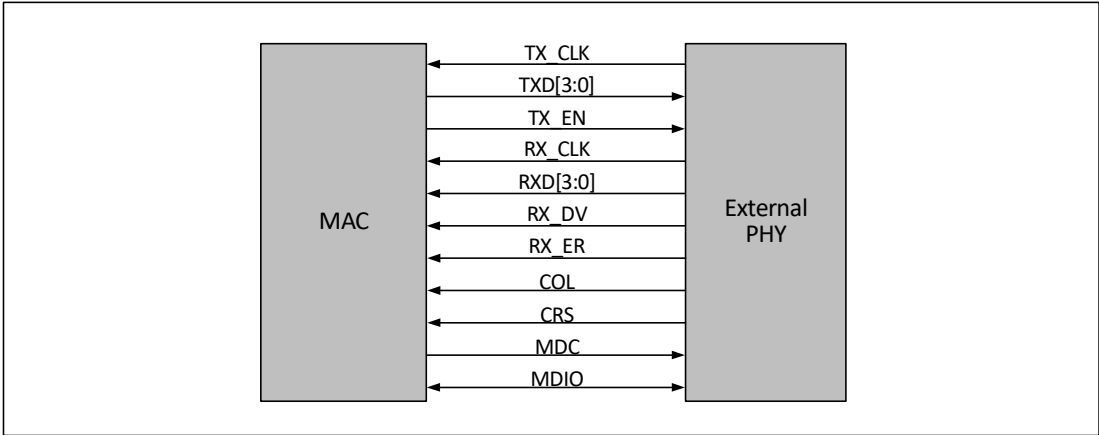 TX_CLK
TXD[3:0]
TX_EN
RX_CLK
RXD[3:0]
MAC
RX_DV
External
PHY
RX_ER
COL
CRS
MDC
MDIO